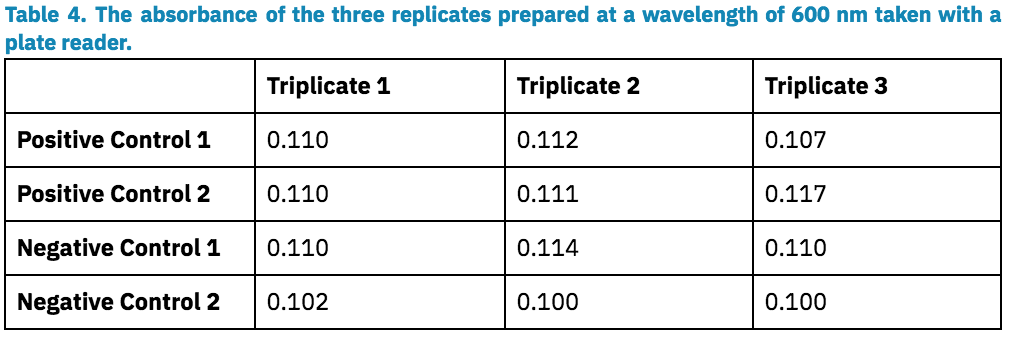 Table 4. The absorbance of the three replicates prepared at a wavelength of 600 nm taken with a
plate reader.
Triplicate 1 Triplicate 2 Triplicate 3
Positive Control 1 0.110 0.112 0.107
Positive Control 2 0.110 0.111 0.117
Negative Control 1 0.110 0.114 0.110
Negative Control 2 0.102 0.100 0.100